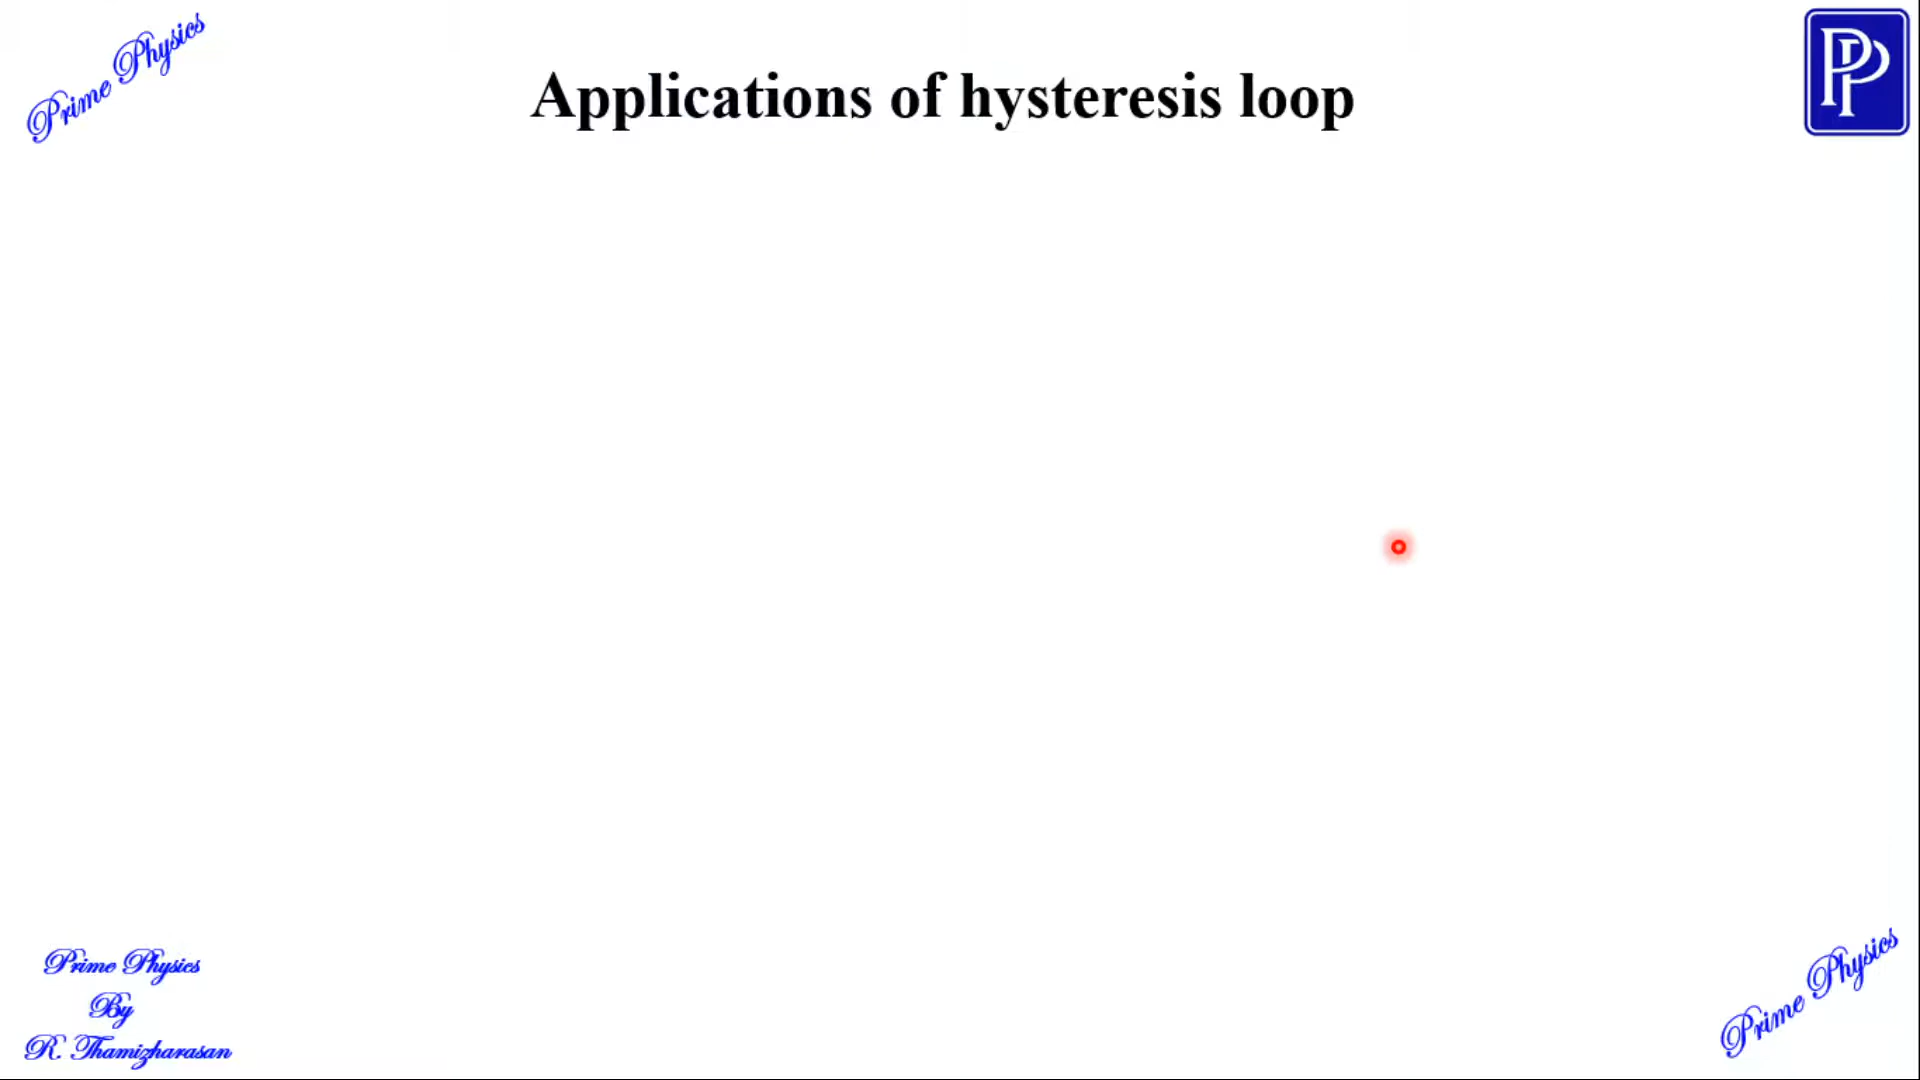 Prime Physics
Applications of hysteresis loop
PP
Prime Physics
By
R. Thamizharasan
Prime Physics